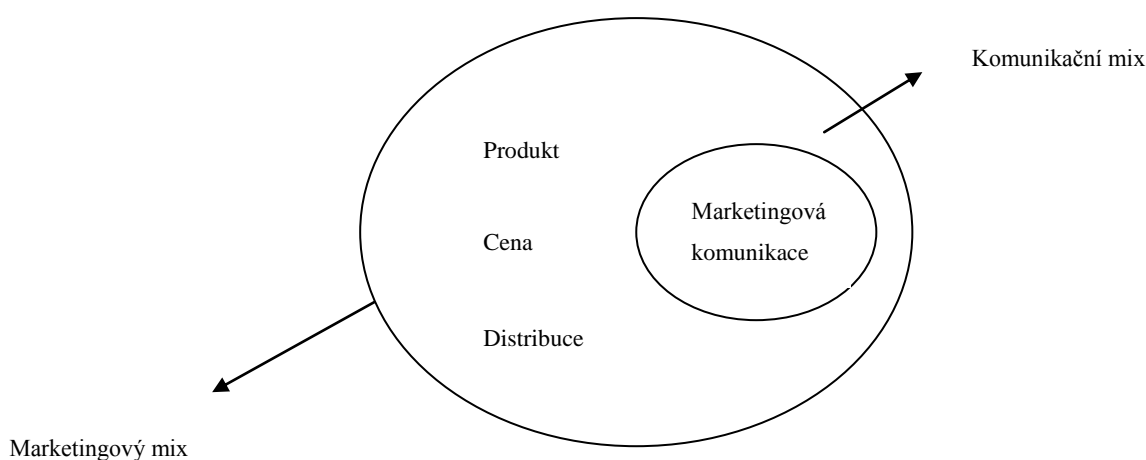 Komunikační mix
Produkt
Marketingová
komunikace
Cena
Distribuce
Marketingový mix